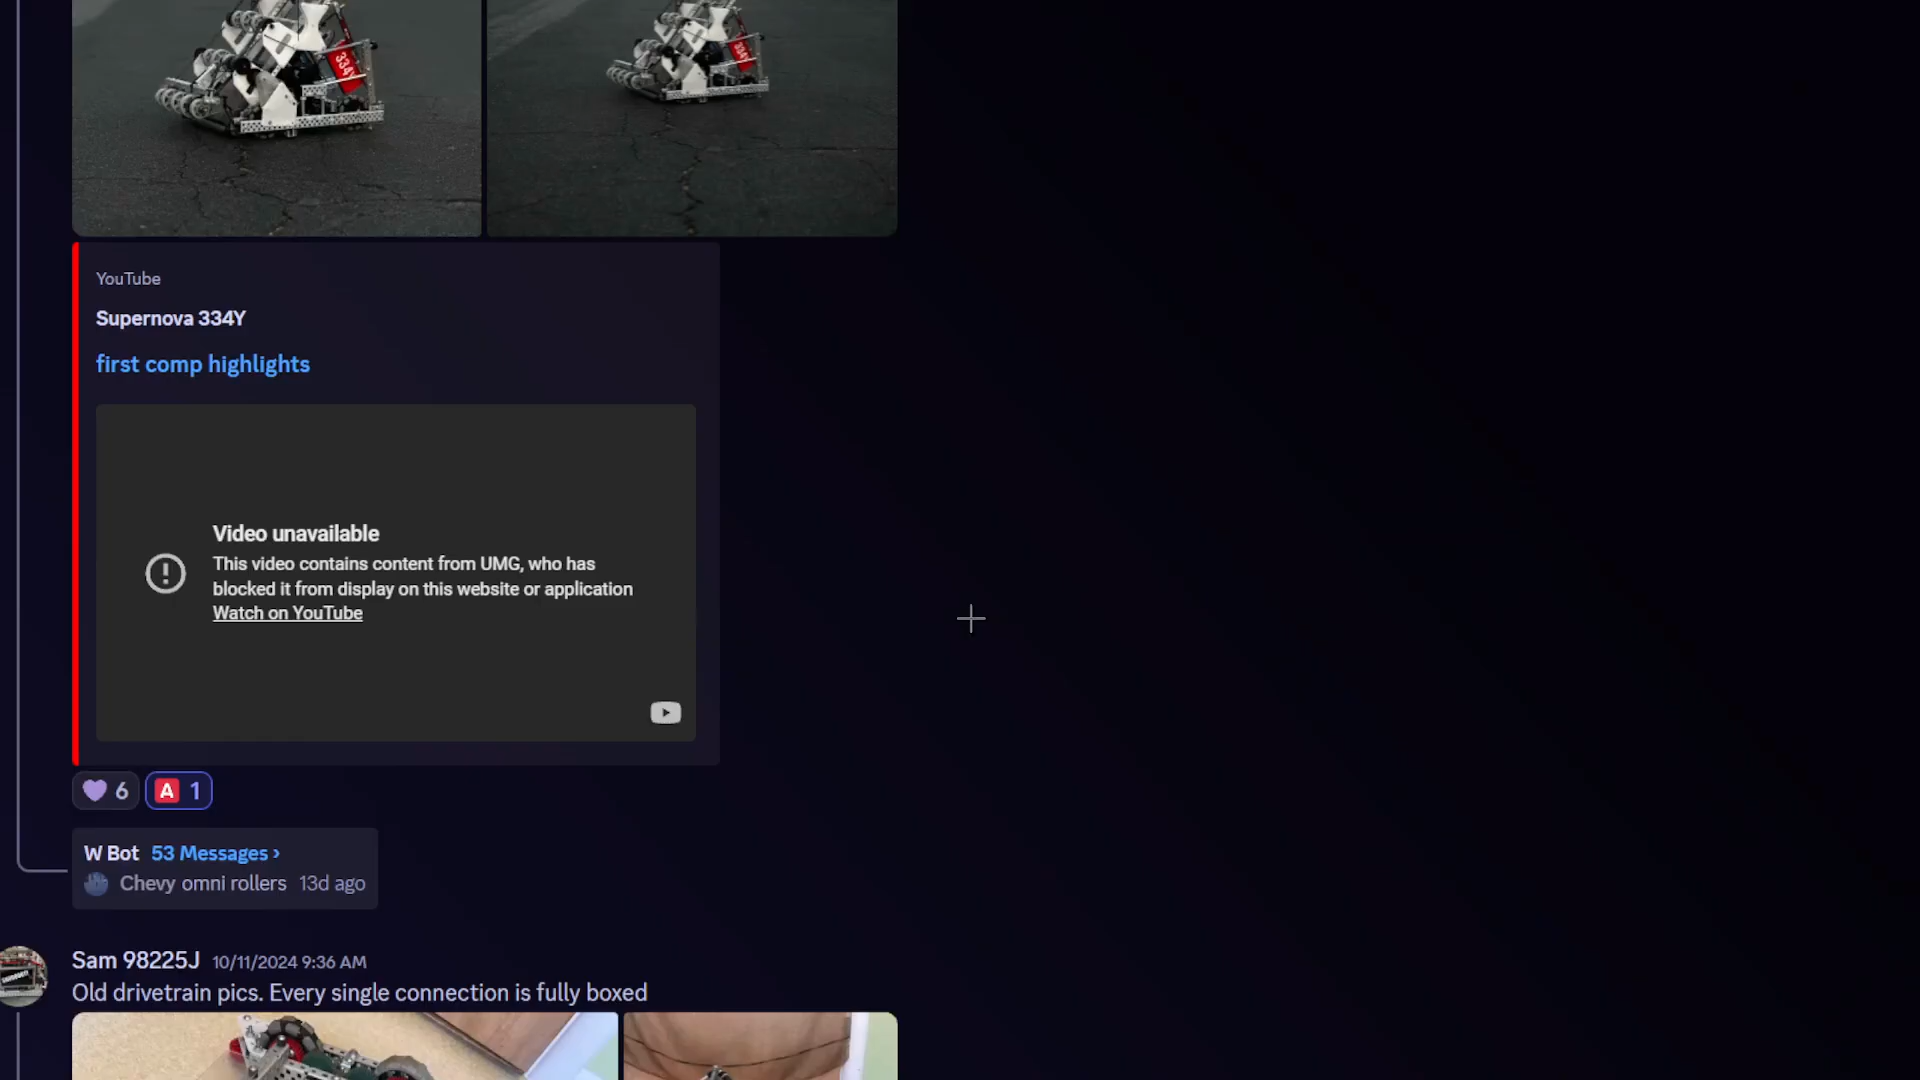 334Y
334Y
YouTube
Supernova 334Y
first comp highlights
Video unavailable
This video contains content from UMG, who has
blocked it from display on this website or application
Watch on YouTube
6
A 1
W Bot 53 Messages ›
Chevy omni rollers 13d ago
Sam 98225J 10/11/2024 9:36 AM
Old drivetrain pics. Every single connection is fully boxed